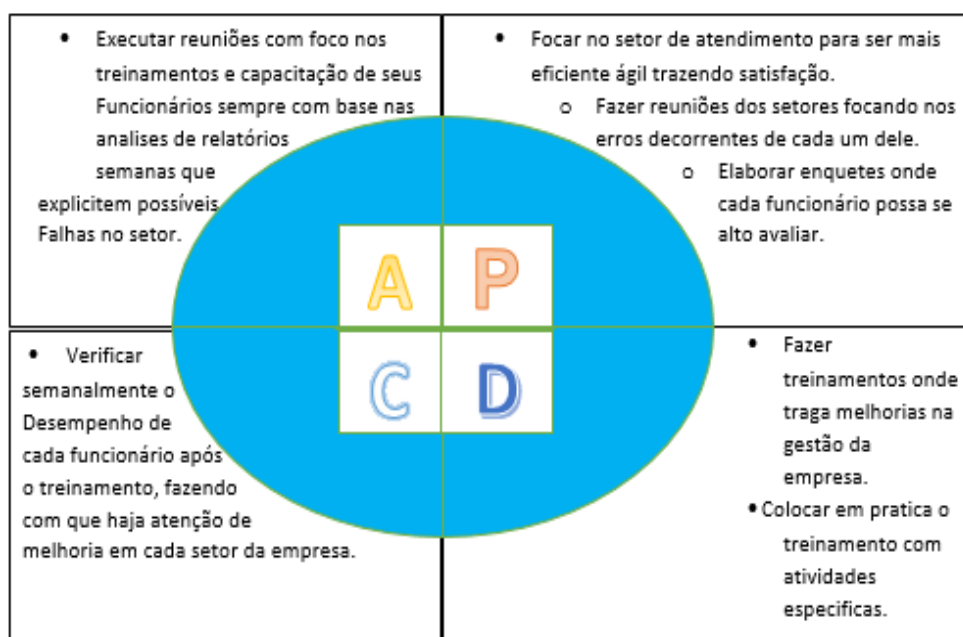 • Executar reuniões com foco nos
treinamentos e capacitação de seus
Funcionários sempre com base nas
analises de relatórios
semanas que
explicitem possíveis
Falhas no setor.
• Focar no setor de atendimento para ser mais
eficiente ágil trazendo satisfação.
o Fazer reuniões dos setores focando nos
erros decorrentes de cada um dele.
o Elaborar enquetes onde
cada funcionário possa se
alto avaliar.
A P
C D
• Verificar
semanalmente o
Desempenho de
cada funcionário após
o treinamento, fazendo
com que haja atenção de
melhoria em cada setor da empresa.
• Fazer
treinamentos onde
traga melhorias na
gestão da
empresa.
•Colocar em pratica o
treinamento com
atividades
especificas.